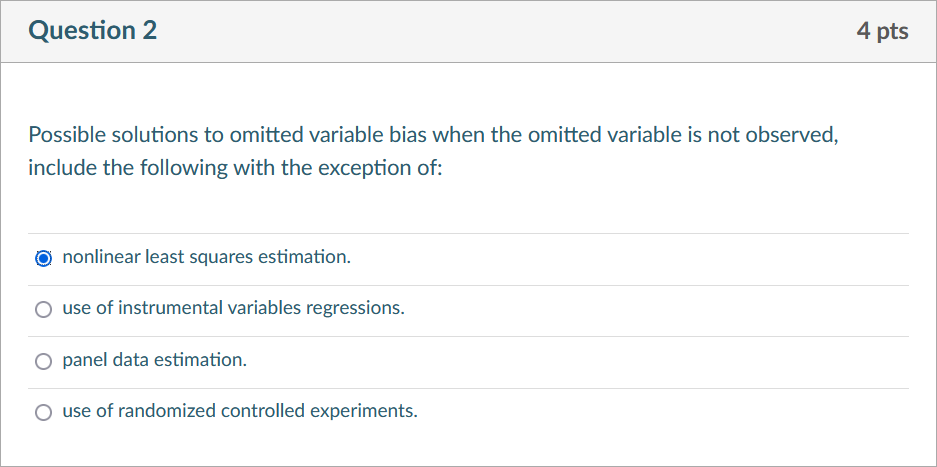 Question 2
4 pts
Possible solutions to omitted variable bias when the omitted variable is not observed,
include the following with the exception of:
nonlinear least squares estimation.
use of instrumental variables regressions.
panel data estimation.
use of randomized controlled experiments.